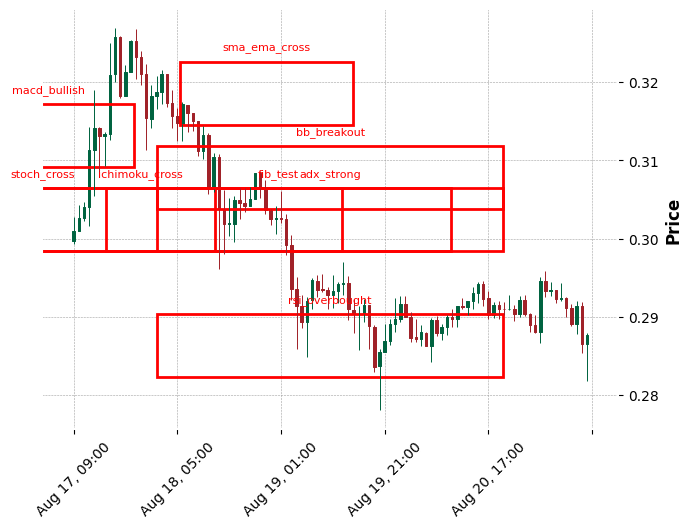 sma_ema_cross
macd_bullish
bb_breakout
stoch_cross
ichimoku_cross
fib_test
adx_strong
rsi_overbought
0.32
0.31
0.30
0.29
0.28
Price
Aug 17, 09:00
Aug 18, 05:00
Aug 19, 01:00
Aug 19, 21:00
Aug 20, 17:00